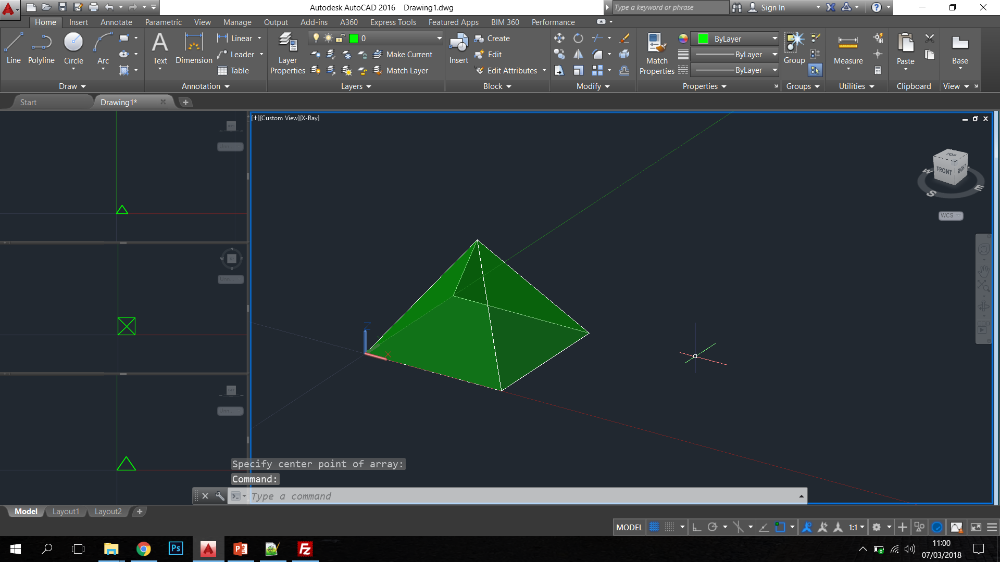 Autodesk AutoCAD 2016 Drawing1.dwg
Type a keyword or phrase
Sign In
Home Insert Annotate Parametric View Manage Output Add-ins A360 Express Tools Featured Apps BIM 360 Performance
Line Polyline Circle Arc
Text Dimension
Linear
Leader
Table
Layer Properties
0
Make Current
Match Layer
Insert
Create
Edit
Edit Attributes
Match Properties
ByLayer
ByLayer
ByLayer
Group
Measure
Paste
Base
Draw Annotation Layers Block Modify Properties Groups Utilities Clipboard View
Start Drawing1*
[+][Custom View][X-Ray]
TOP
FRONT RIGHT
W
S
E
WCS
N
W E
S
Z
X
Specify center point of array:
Command:
Type a command
Model Layout1 Layout2
MODEL
1:1
Ps
Fz
11:00
07/03/2018